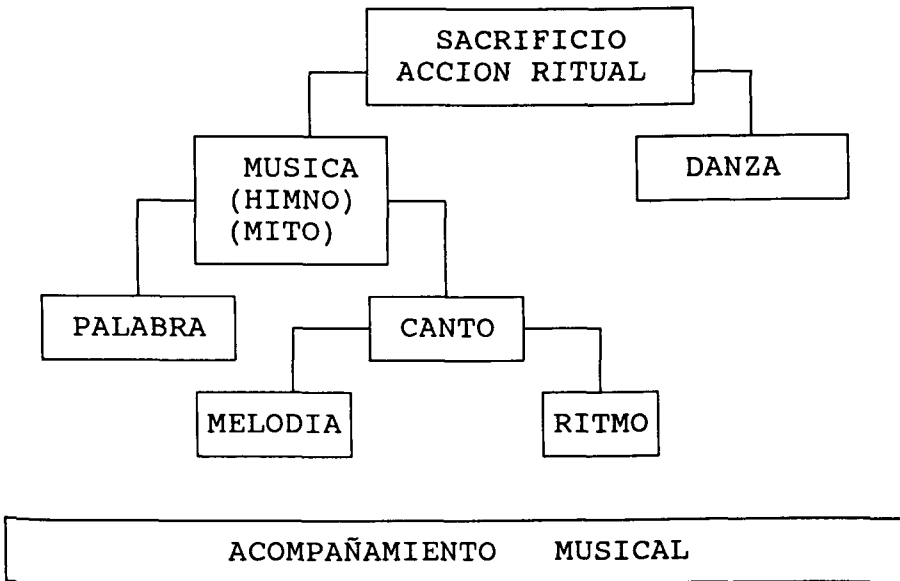 SACRIFICIO
ACCION RITUAL
MUSICA
(HIMNO)
(MITO)
DANZA
PALABRA
CANTO
MELODIA
RITMO
ACOMPAÑAMIENTO MUSICAL